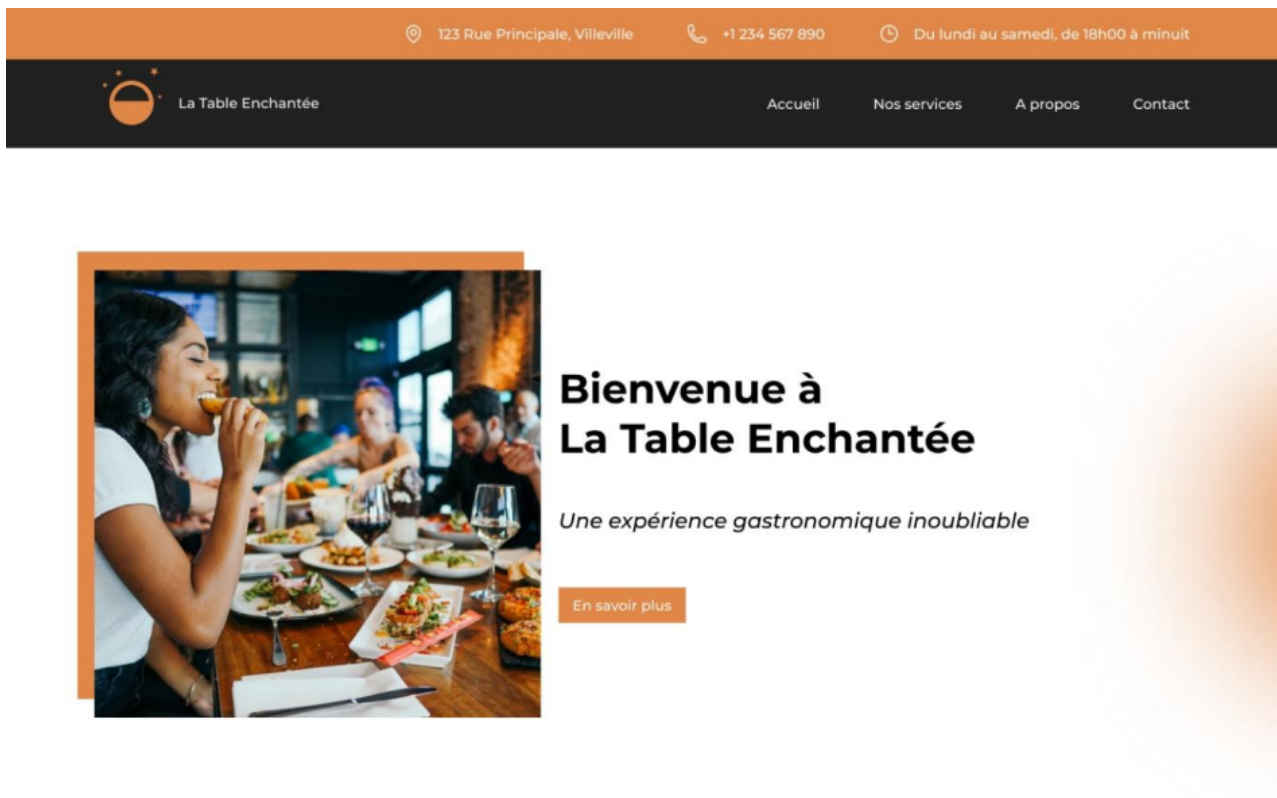 123 Rue Principale, Villeville
+1 234 567 890
Du lundi au samedi, de 18h00 à minuit
La Table Enchantée
Accueil
Nos services
A propos
Contact
Bienvenue à
La Table Enchantée
Une expérience gastronomique inoubliable
En savoir plus